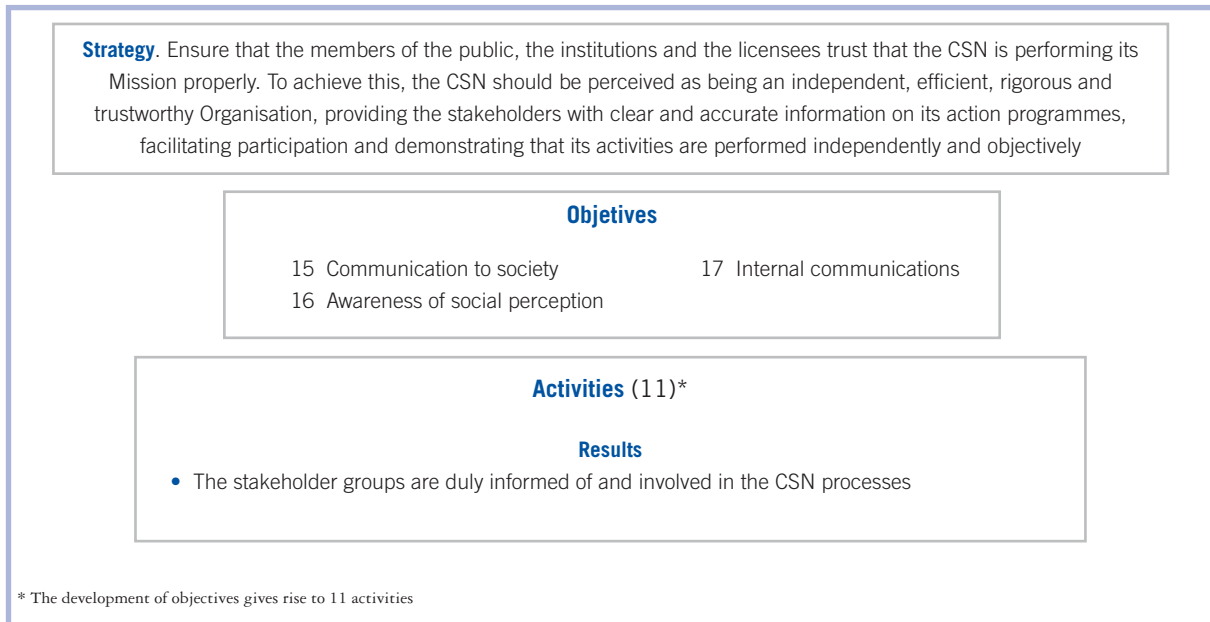 Strategy. Ensure that the members of the public, the institutions and the licensees trust that the CSN is performing its
Mission properly. To achieve this, the CSN should be perceived as being an independent, efficient, rigorous and
trustworthy Organisation, providing the stakeholders with clear and accurate information on its action programmes,
facilitating participation and demonstrating that its activities are performed independently and objectively
Objetives
15 Communication to society
16 Awareness of social perception
17 Internal communications
Activities (11)*
Results
• The stakeholder groups are duly informed of and involved in the CSN processes
* The development of objectives gives rise to 11 activities